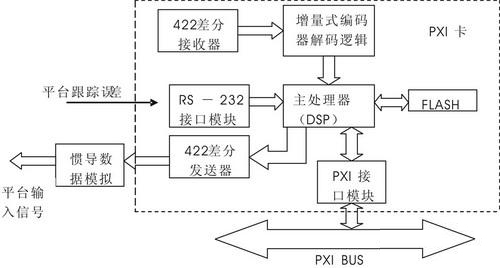 422差分
接收器
增量式编码
器解码逻辑
PXI 卡
平台跟踪误差
RS － 232
接口模块
主处理器
（DSP）
FLASH
惯导数
据模拟
422差分
发送器
平台输
入信号
PXI 接
口模块
PXI BUS